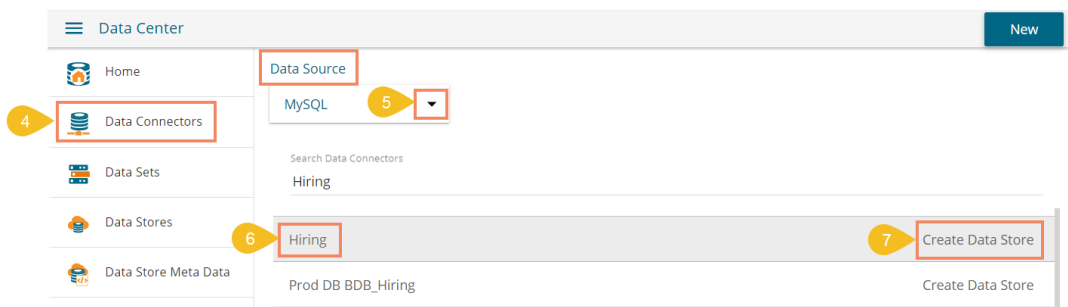 Data Center
New
Home
Data Source
MySQL
5
4
Data Connectors
Search Data Connectors
Hiring
Data Sets
Data Stores
6
Hiring
7
Create Data Store
Data Store Meta Data
Prod DB BDB_Hiring
Create Data Store